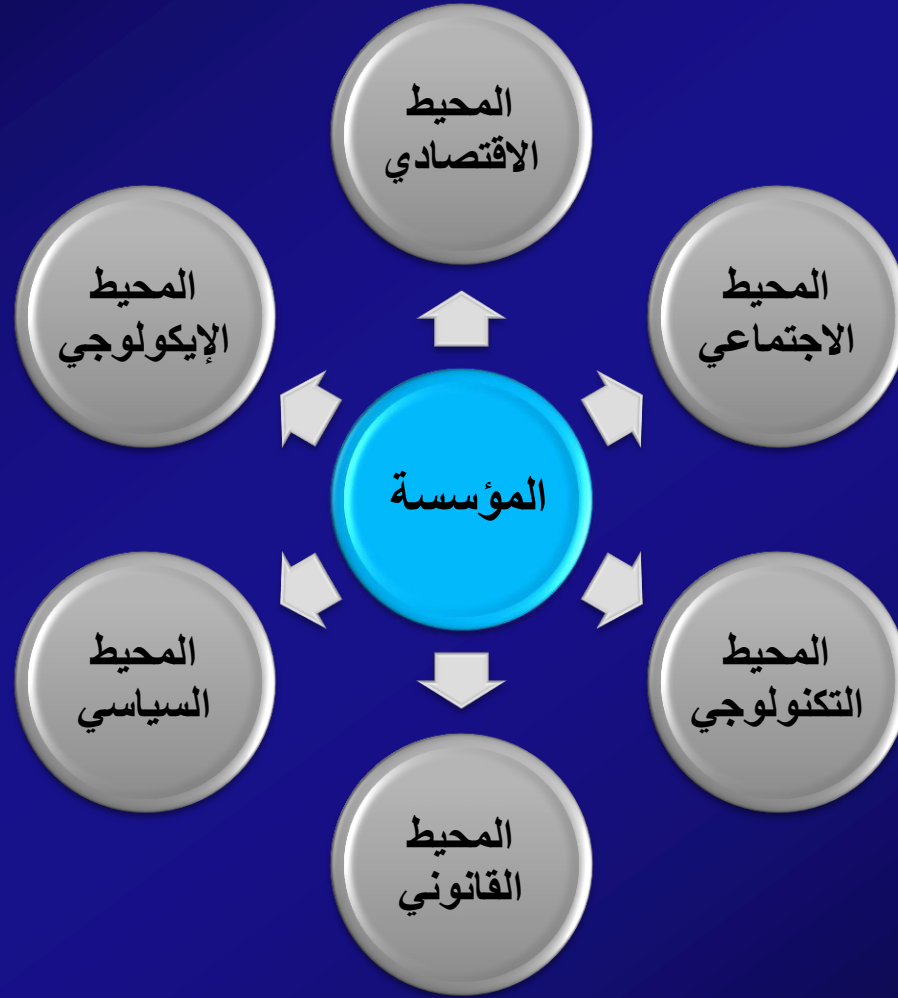 المحيط
الاقتصادي
المحيط
الاجتماعي
المحيط
الإيكولوجي
المؤسسة
المحيط
التكنولوجي
المحيط
السياسي
المحيط
القانوني